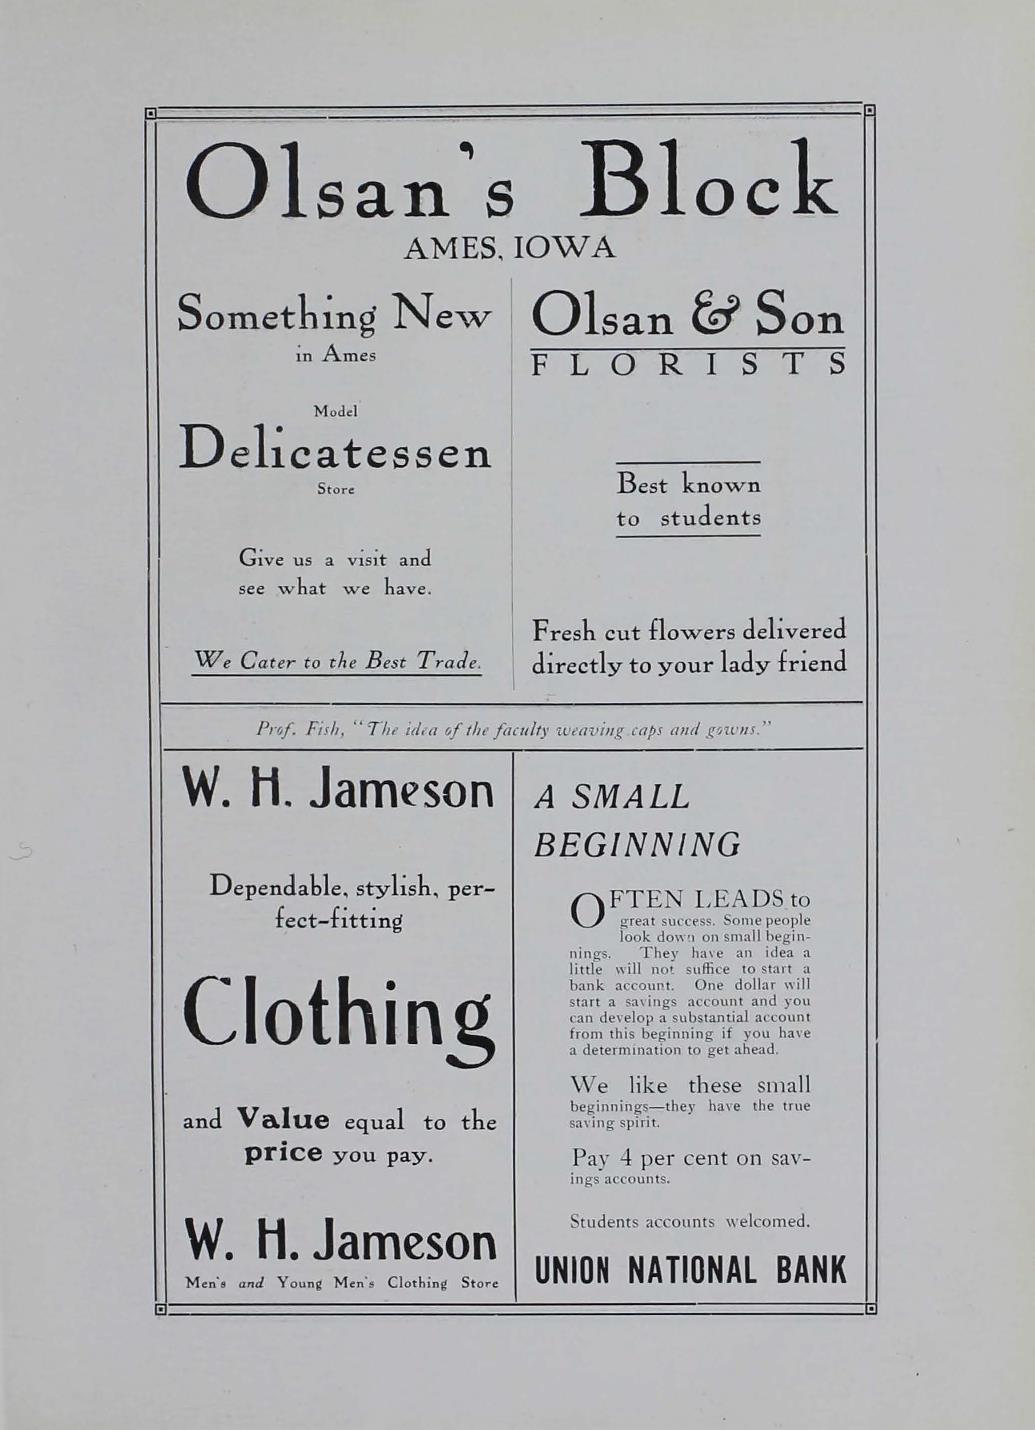 Olsan's Block
AMES, IOWA
Something New
in Ames
Model
Delicatessen
Store
Give us a visit and
see what we have.
We Cater to the Best Trade.
Olsan & Son
FLORISTS
Best known
to students
Fresh cut flowers delivered
directly to your lady friend
Prof. Fish, "The idea of the faculty weaving caps and gowns."
W. H. Jameson
Dependable, stylish, per-
fect-fitting
Clothing
and Value equal to the
price you pay.
W. H. Jameson
Men's and Young Men's Clothing Store
A SMALL
BEGINNING
OFTEN LEADS to
great success. Some people
look down on small begin-
nings. They have an idea a
little will not suffice to start a
bank account. One dollar will
start a savings account and you
can develop a substantial account
from this beginning if you have
a determination to get ahead.
We like these small
beginnings—they have the true
saving spirit.
Pay 4 per cent on sav-
ings accounts.
Students accounts welcomed.
UNION NATIONAL BANK